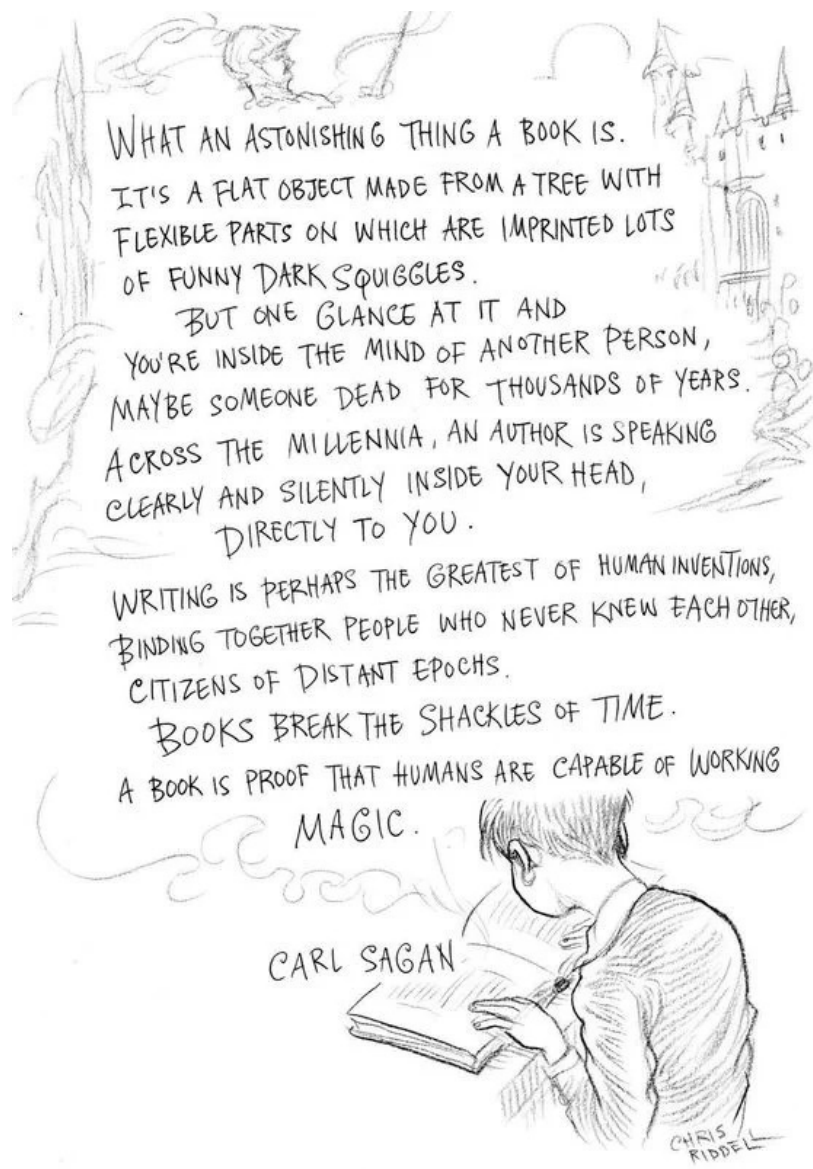 WHAT AN ASTONISHING THING A BOOK IS.
IT'S A FLAT OBJECT MADE FROM A TREE WITH
FLEXIBLE PARTS ON WHICH ARE IMPRINTED LOTS
OF FUNNY DARK SQUIGGLES.
BUT ONE GLANCE AT IT AND
YOU'RE INSIDE THE MIND OF ANOTHER PERSON,
MAYBE SOMEONE DEAD FOR THOUSANDS OF YEARS.
ACROSS THE MILLENNIA, AN AUTHOR IS SPEAKING
CLEARLY AND SILENTLY INSIDE YOUR HEAD,
DIRECTLY TO YOU.
WRITING IS PERHAPS THE GREATEST OF HUMAN INVENTIONS,
BINDING TOGETHER PEOPLE WHO NEVER KNEW EACH OTHER,
CITIZENS OF DISTANT EPOCHS.
BOOKS BREAK THE SHACKLES OF TIME.
A BOOK IS PROOF THAT HUMANS ARE CAPABLE OF WORKING
MAGIC.
CARL SAGAN
CHRIS
RIDDELL